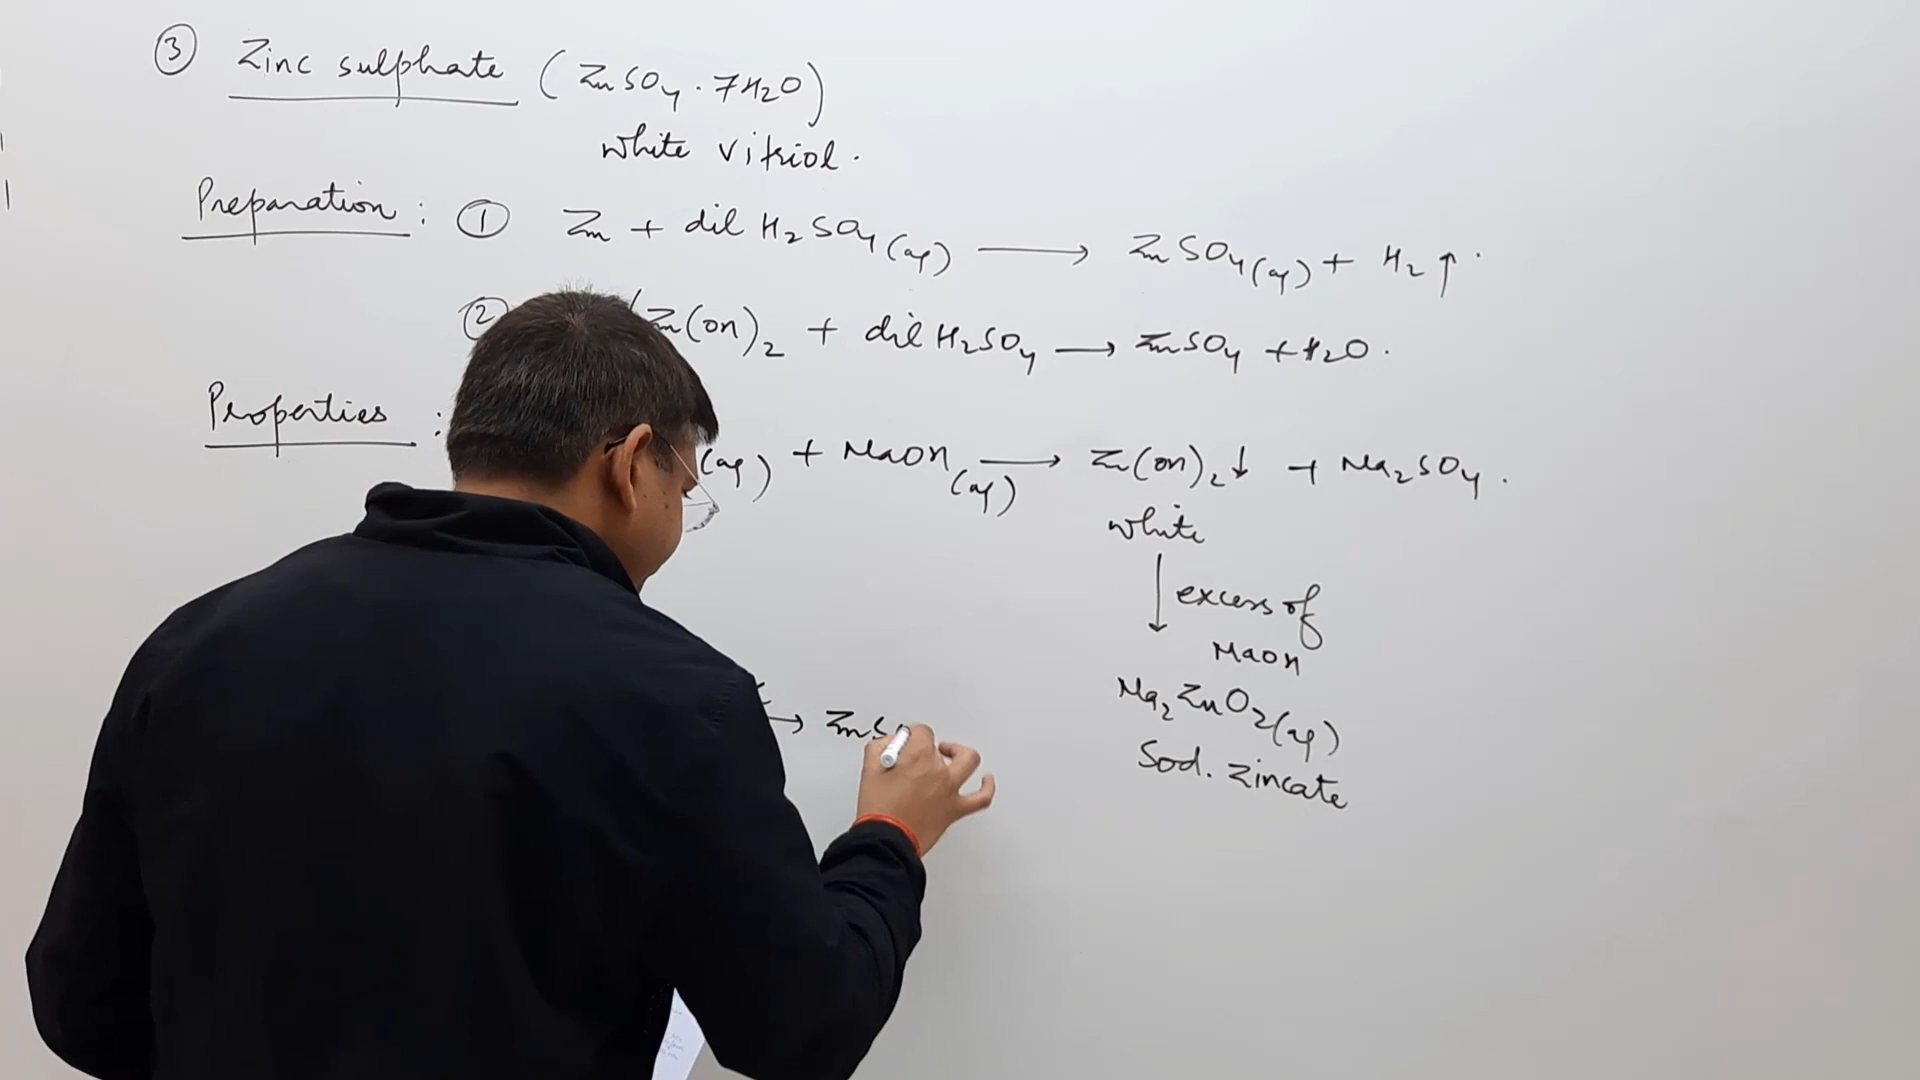 ③ Zinc sulphate (ZnSO4·7H2O)
white vitriol.
Preparation: ① Zn + dil H2SO4(aq) ⟶ ZnSO4(aq) + H2↑.
② /Zn(OH)2 + dil H2SO4 ⟶ ZnSO4 + H2O.
Properties :
(aq) + NaOH(aq) ⟶ Zn(OH)2↓ + Na2SO4.
white
↓ excess of
NaOH
Na2ZnO2(aq)
→ ZnSO
Sod. zincate